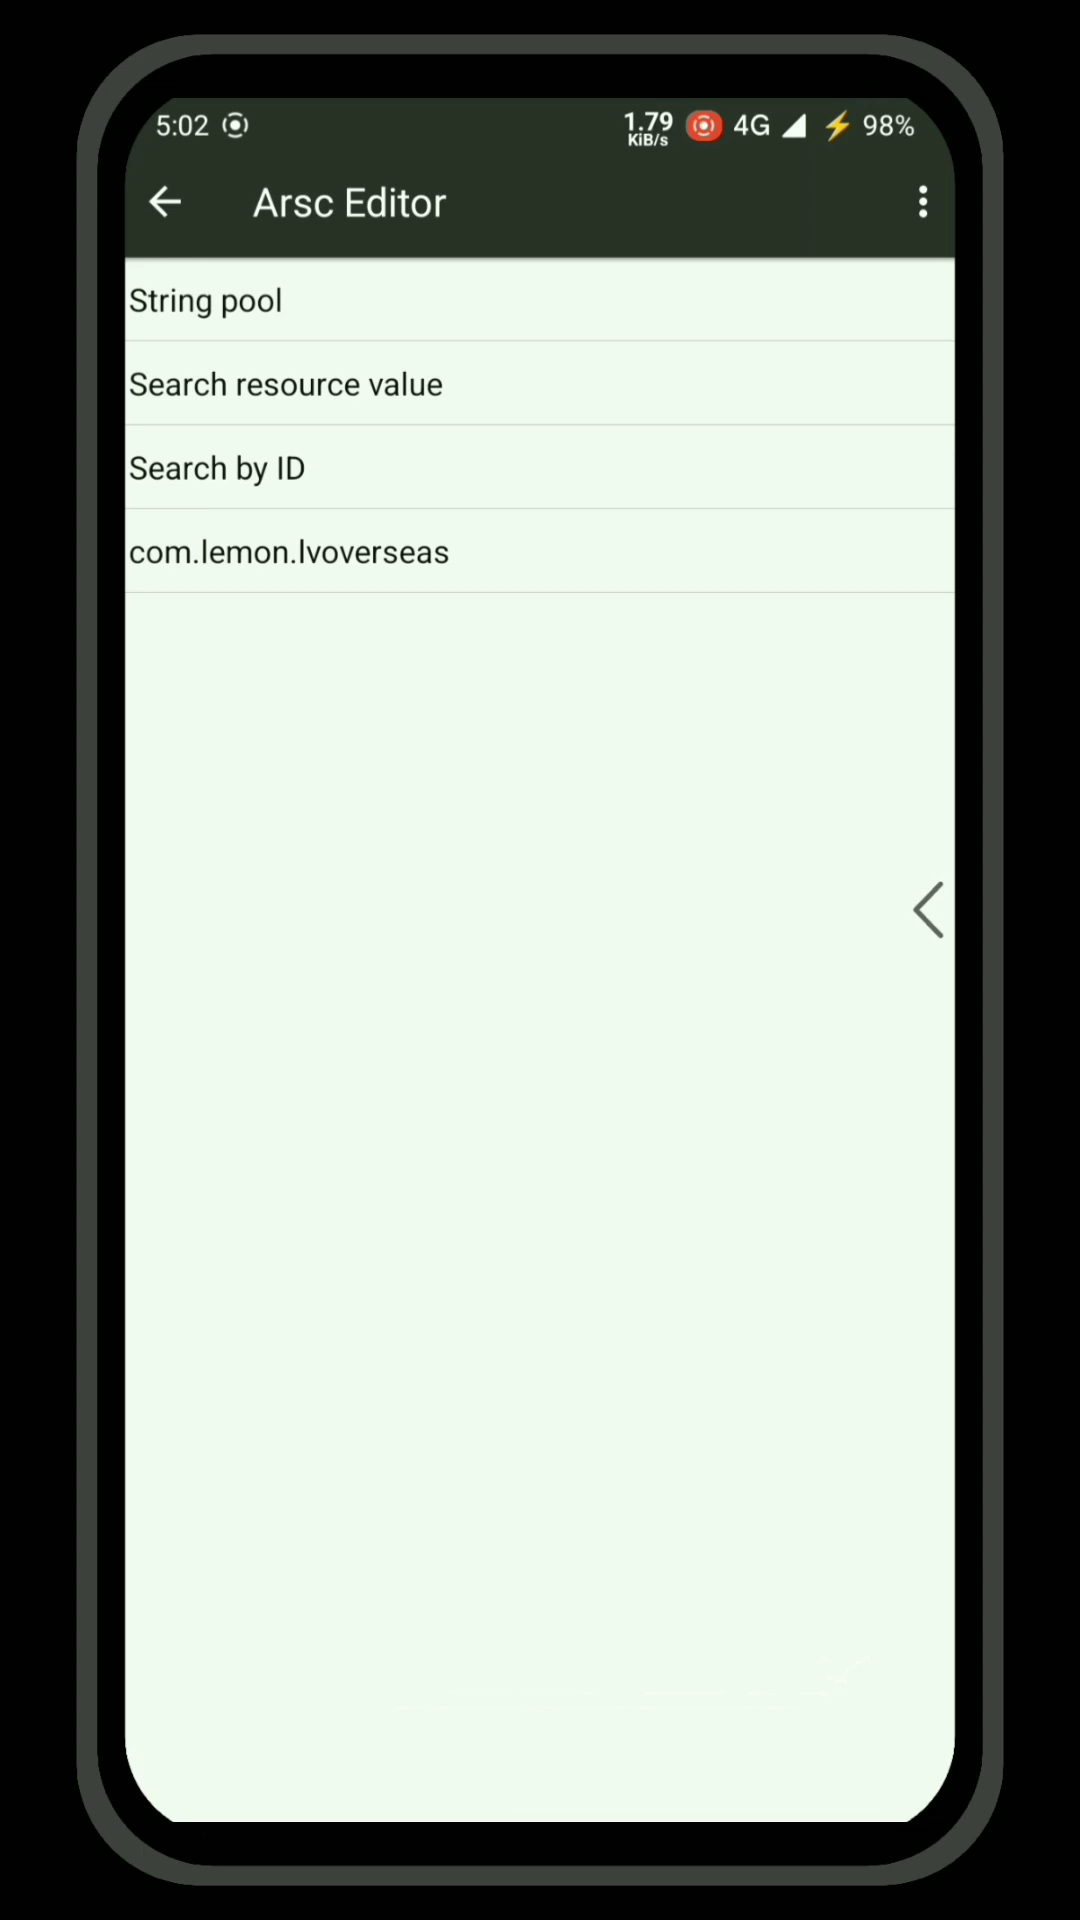 5:02 1.79 KiB/s 4G 98%
Arsc Editor
String pool
Search resource value
Search by ID
com.lemon.lvoverseas